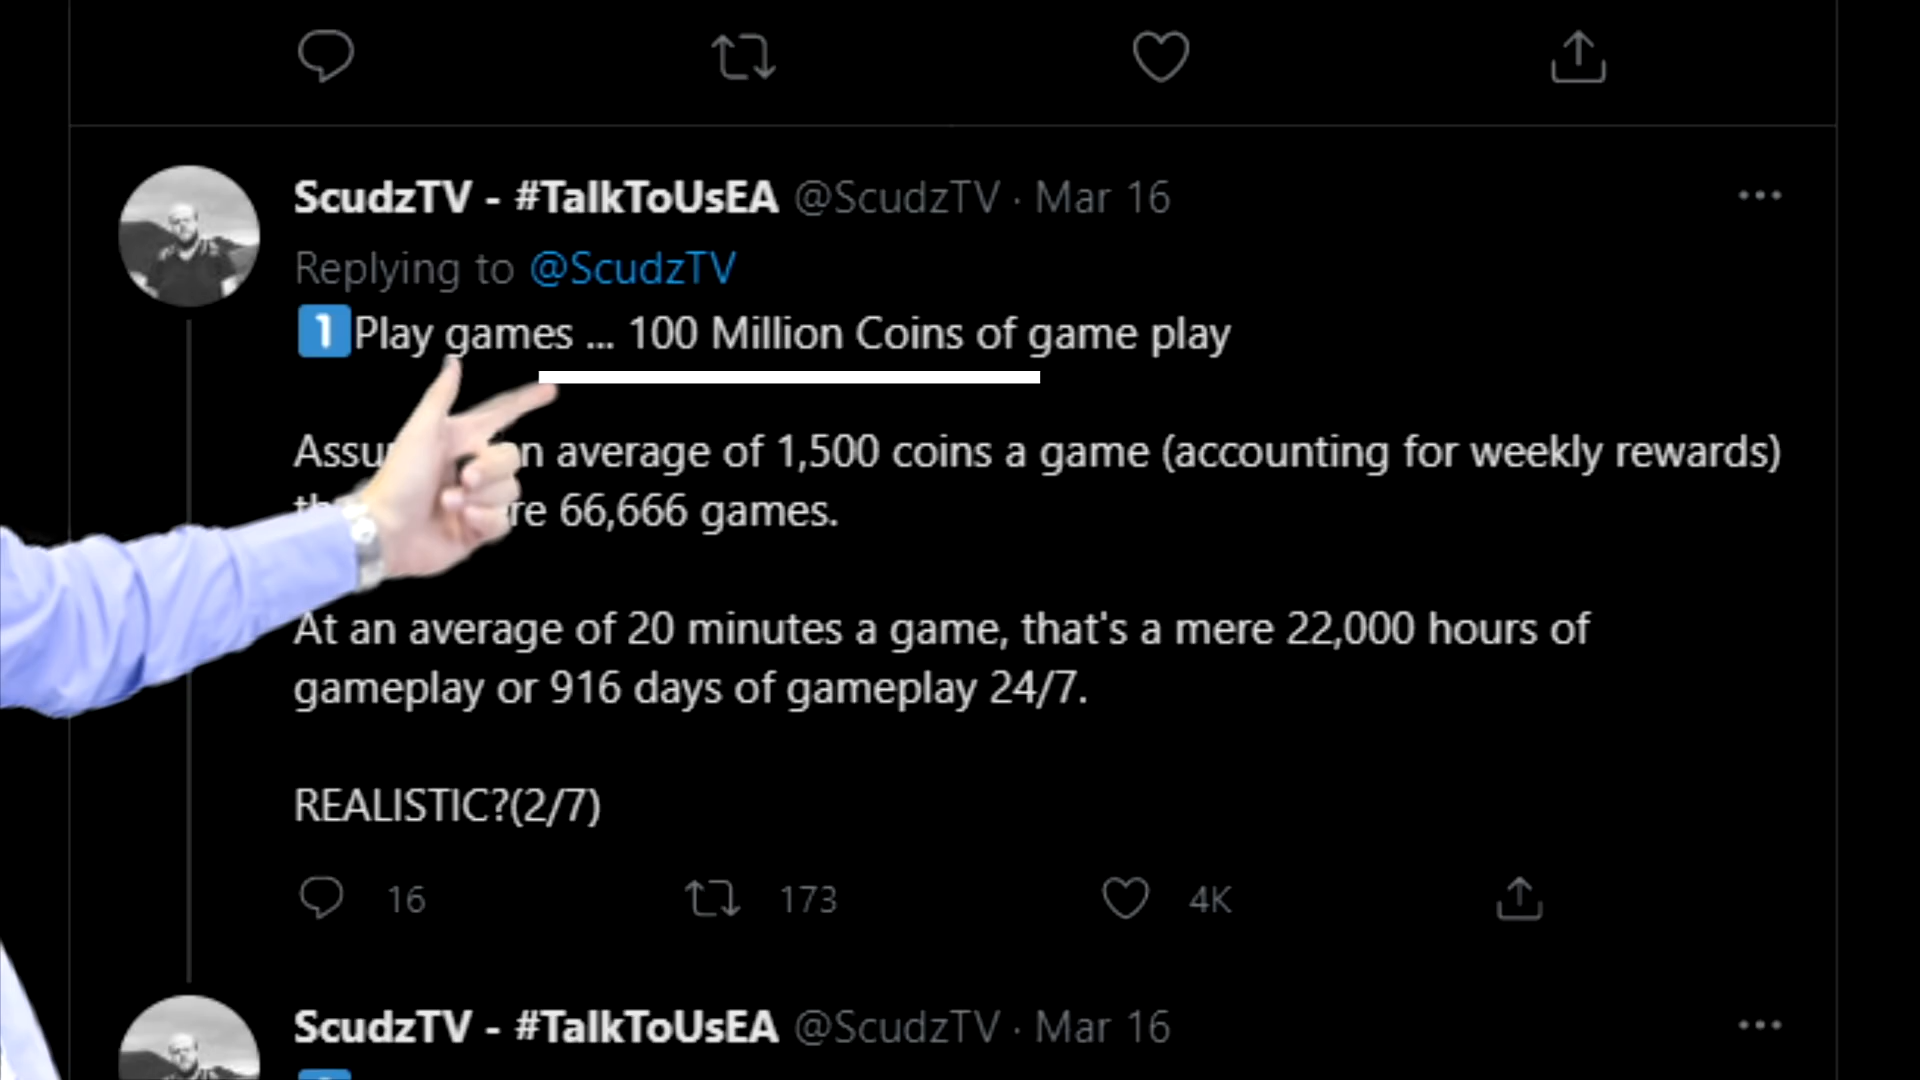 ScudzTV - #TalkToUsEA @ScudzTV · Mar 16
Replying to @ScudzTV
1 Play games ... 100 Million Coins of game play
average of 1,500 coins a game (accounting for weekly rewards)
66,666 games.
At an average of 20 minutes a game, that's a mere 22,000 hours of
gameplay or 916 days of gameplay 24/7.
REALISTIC?(2/7)
16 173 4K
ScudzTV - #TalkToUsEA @ScudzTV · Mar 16